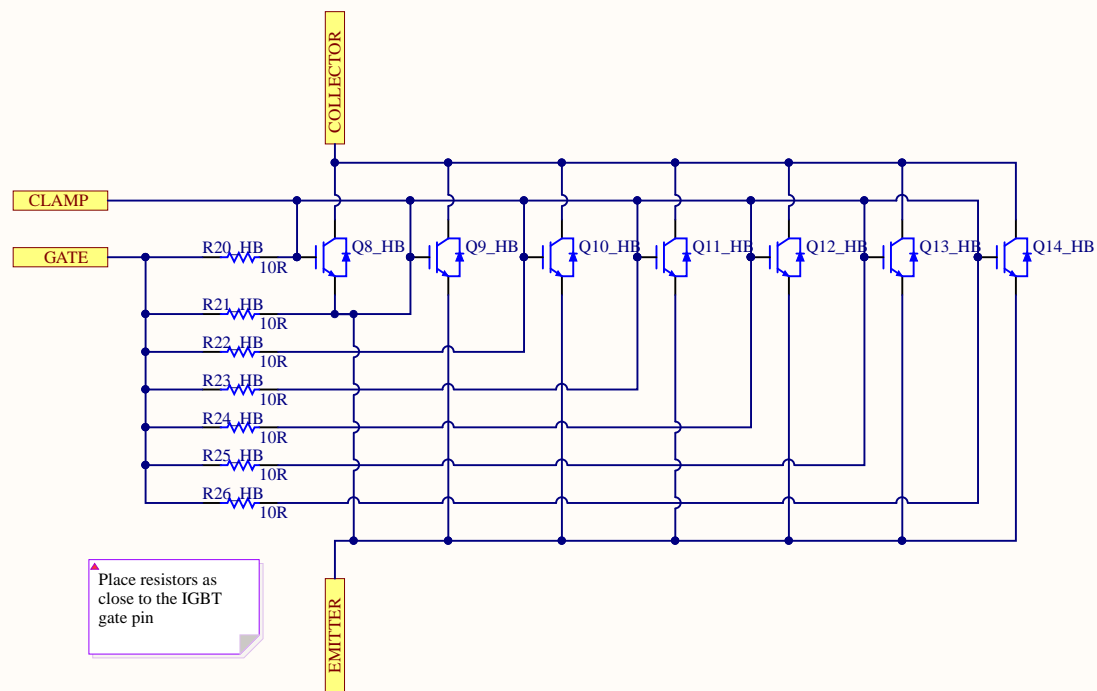 COLLECTOR
CLAMP
GATE
R20_HB
10R
Q8_HB
Q9_HB
Q10_HB
Q11_HB
Q12_HB
Q13_HB
Q14_HB
R21_HB
10R
R22_HB
10R
R23_HB
10R
R24_HB
10R
R25_HB
10R
R26_HB
10R
Place resistors as
close to the IGBT
gate pin
EMITTER